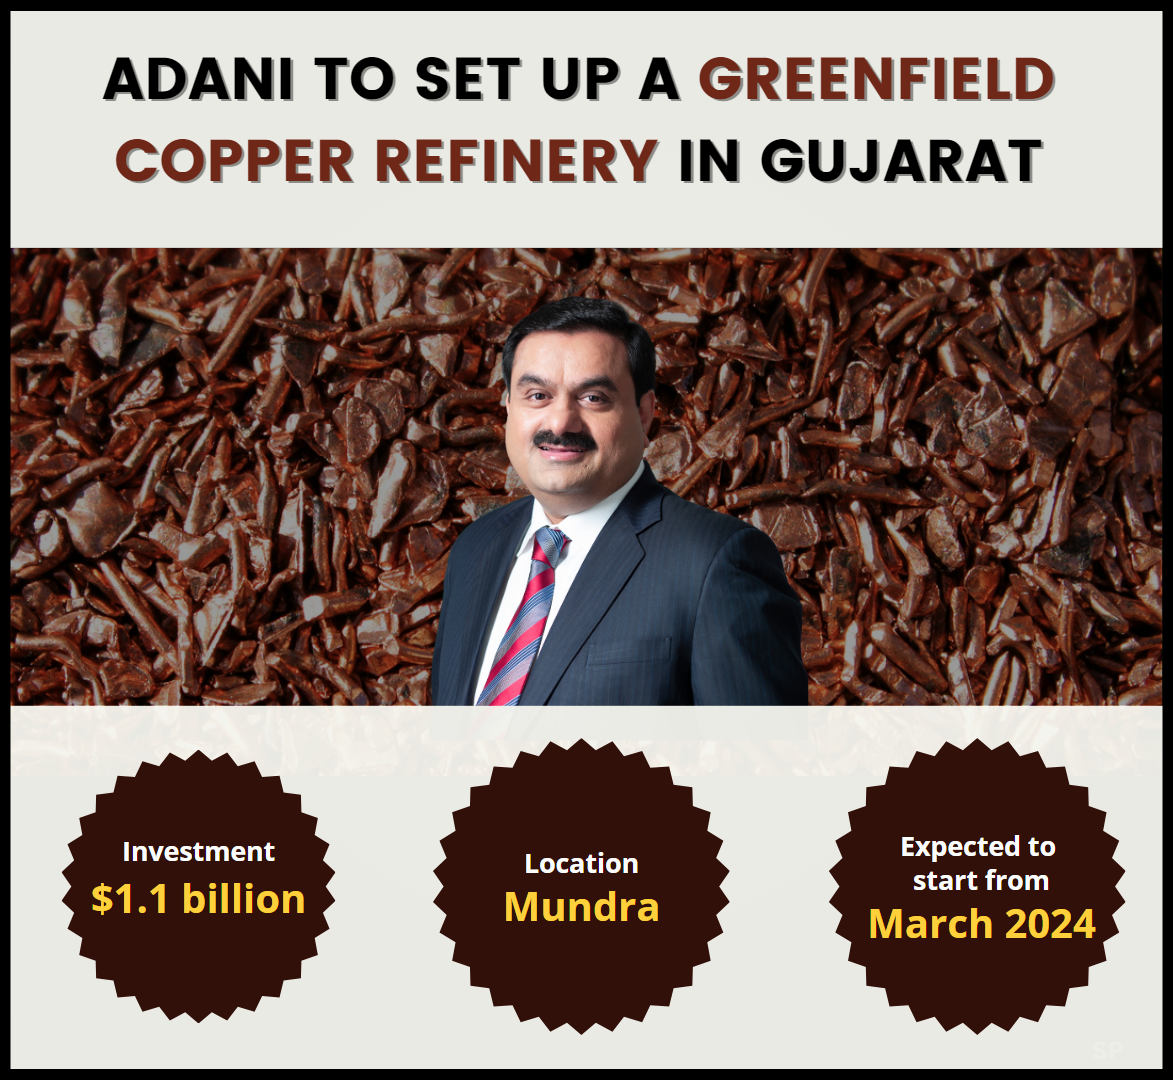 ADANI TO SET UP A GREENFIELD
COPPER REFINERY IN GUJARAT
Investment
$1.1 billion
Location
Mundra
Expected to
start from
March 2024
SP